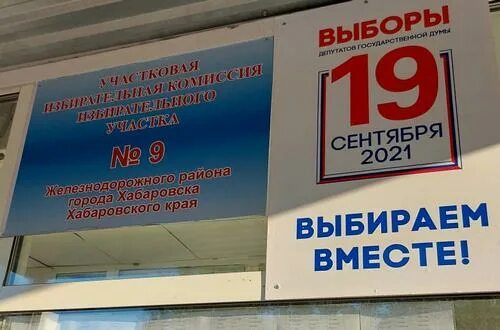 УЧАСТКОВАЯ
ИЗБИРАТЕЛЬНАЯ КОМИССИЯ
ИЗБИРАТЕЛЬНОГО
УЧАСТКА
№ 9
Железнодорожного района
города Хабаровска
Хабаровского края
ВЫБОРЫ
ДЕПУТАТОВ ГОСУДАРСТВЕННОЙ ДУМЫ
19
СЕНТЯБРЯ
2021
ВЫБИРАЕМ
ВМЕСТЕ!